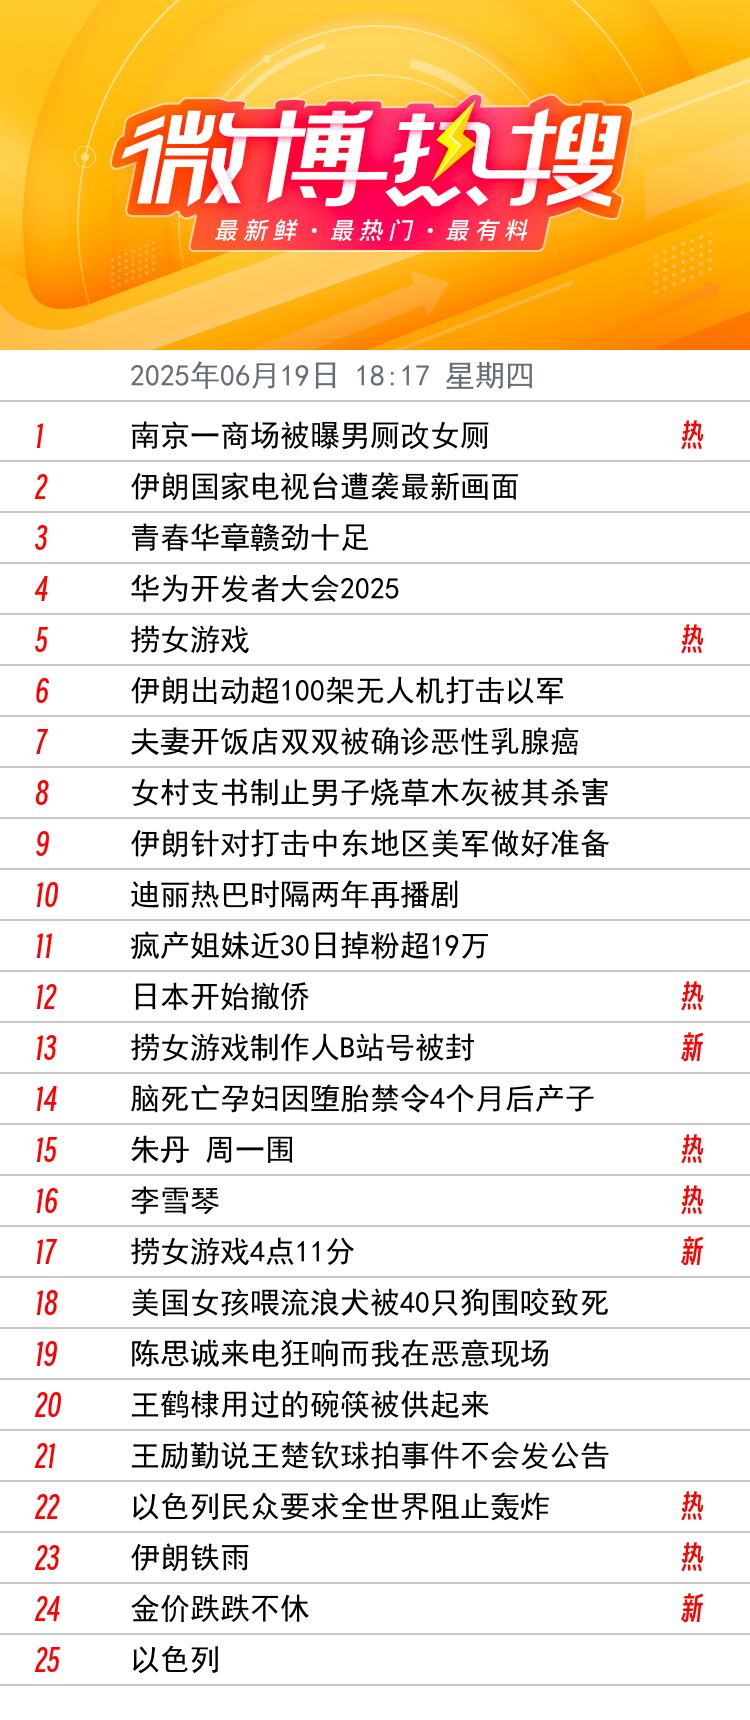 微博热搜
最新鲜·最热门·最有料
2025年06月19日 18:17 星期四
1 南京一商场被曝男厕改女厕 热
2 伊朗国家电视台遭袭最新画面
3 青春华章赣劲十足
4 华为开发者大会2025
5 捞女游戏 热
6 伊朗出动超100架无人机打击以军
7 夫妻开饭店双双被确诊恶性乳腺癌
8 女村支书制止男子烧草木灰被其杀害
9 伊朗针对打击中东地区美军做好准备
10 迪丽热巴时隔两年再播剧
11 疯产姐妹近30日掉粉超19万
12 日本开始撤侨 热
13 捞女游戏制作人B站号被封 新
14 脑死亡孕妇因堕胎禁令4个月后产子
15 朱丹 周一围 热
16 李雪琴 热
17 捞女游戏4点11分 新
18 美国女孩喂流浪犬被40只狗围咬致死
19 陈思诚来电狂响而我在恶意现场
20 王鹤棣用过的碗筷被供起来
21 王励勤说王楚钦球拍事件不会发公告
22 以色列民众要求全世界阻止轰炸 热
23 伊朗铁雨 热
24 金价跌跌不休 新
25 以色列